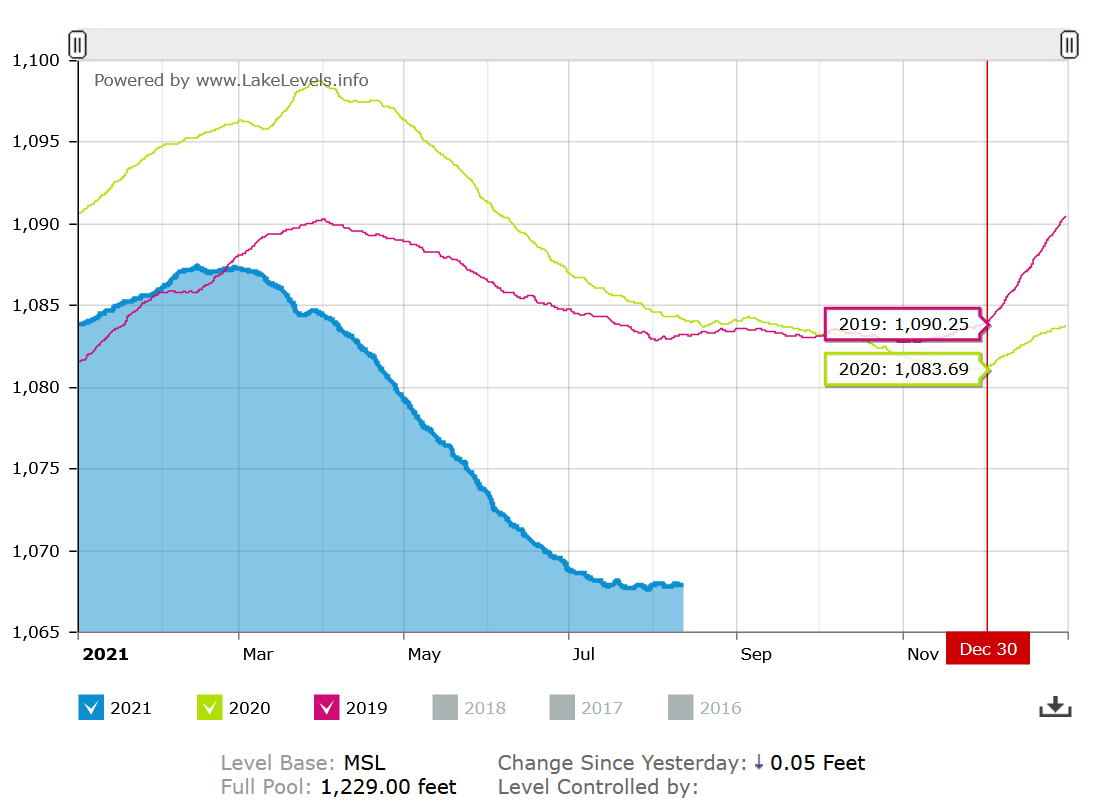 1,100
Powered by www.LakeLevels.info
1,095
1,090
1,085
2019: 1,090.25
2020: 1,083.69
1,080
1,075
1,070
1,065
2021 Mar May Jul Sep Nov Dec 30
2021 2020 2019 2018 2017 2016
Level Base: MSL Change Since Yesterday: ↓ 0.05 Feet
Full Pool: 1,229.00 feet Level Controlled by: